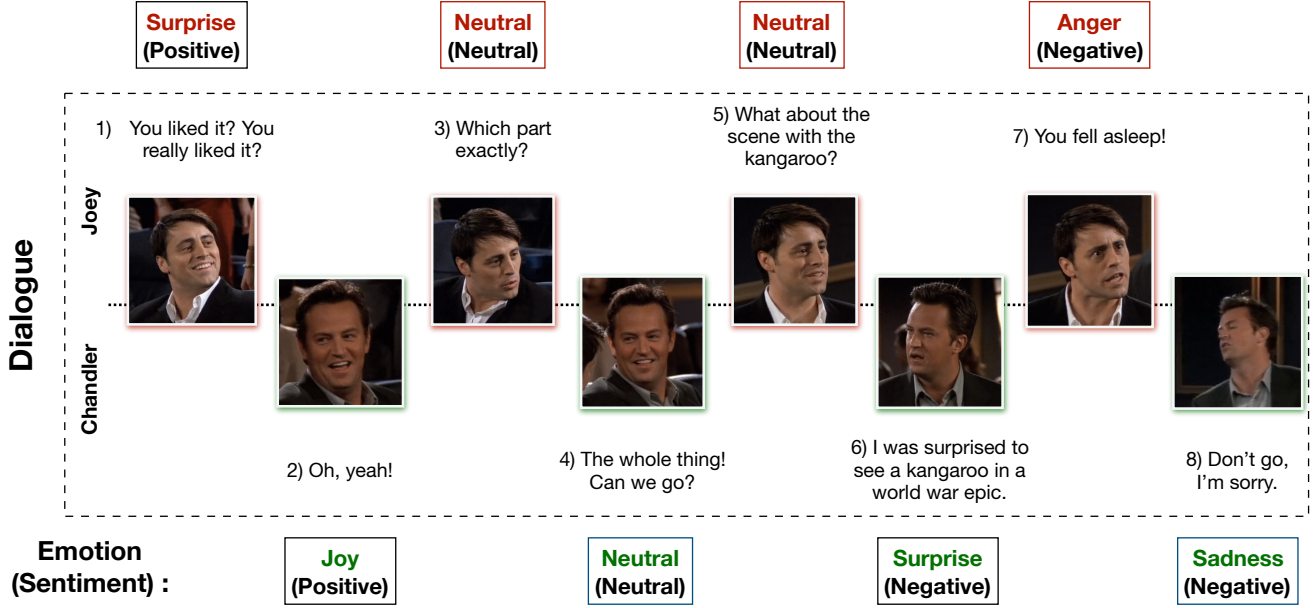 Surprise
(Positive)
Neutral
(Neutral)
Neutral
(Neutral)
Anger
(Negative)
Dialogue
Joey
Chandler
1) You liked it? You
really liked it?
3) Which part
exactly?
5) What about the
scene with the
kangaroo?
7) You fell asleep!
2) Oh, yeah!
4) The whole thing!
Can we go?
6) I was surprised to
see a kangaroo in a
world war epic.
8) Don't go,
I'm sorry.
Emotion
(Sentiment) :
Joy
(Positive)
Neutral
(Neutral)
Surprise
(Negative)
Sadness
(Negative)